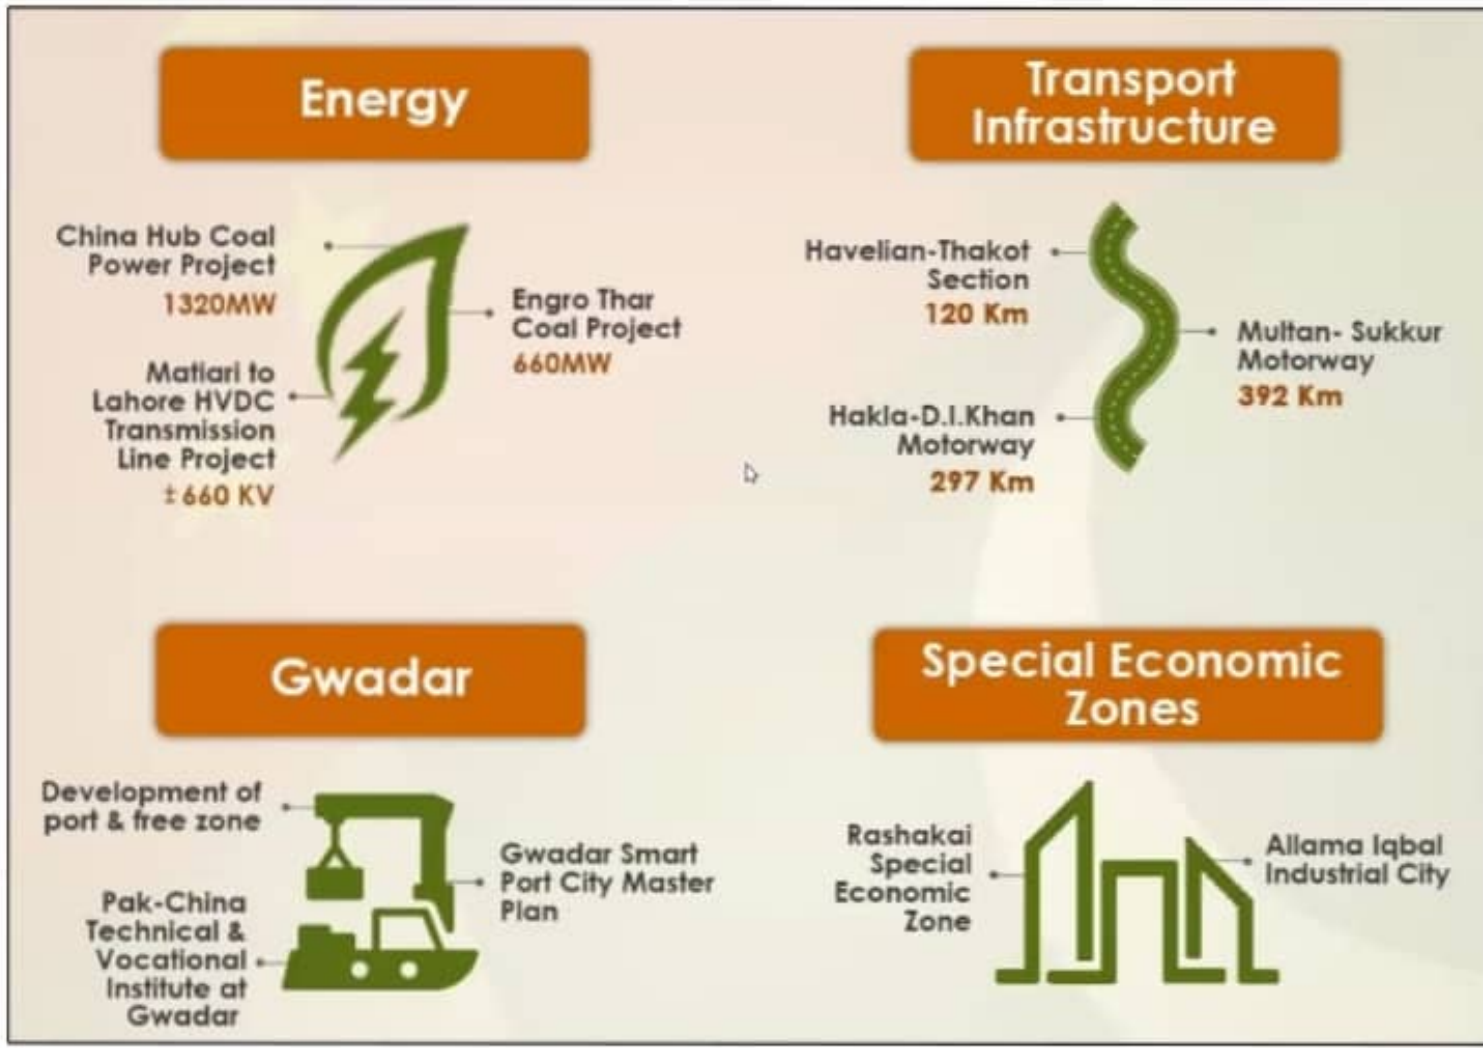 Energy
China Hub Coal
Power Project
1320MW
Engro Thar
Coal Project
660MW
Matiari to
Lahore HVDC
Transmission
Line Project
±660 KV
Transport
Infrastructure
Havelian-Thakot
Section
120 Km
Multan- Sukkur
Motorway
392 Km
Hakla-D.I.Khan
Motorway
297 Km
Gwadar
Development of
port & free zone
Gwadar Smart
Port City Master
Plan
Pak-China
Technical &
Vocational
Institute at
Gwadar
Special Economic
Zones
Rashakai
Special
Economic
Zone
Allama Iqbal
Industrial City